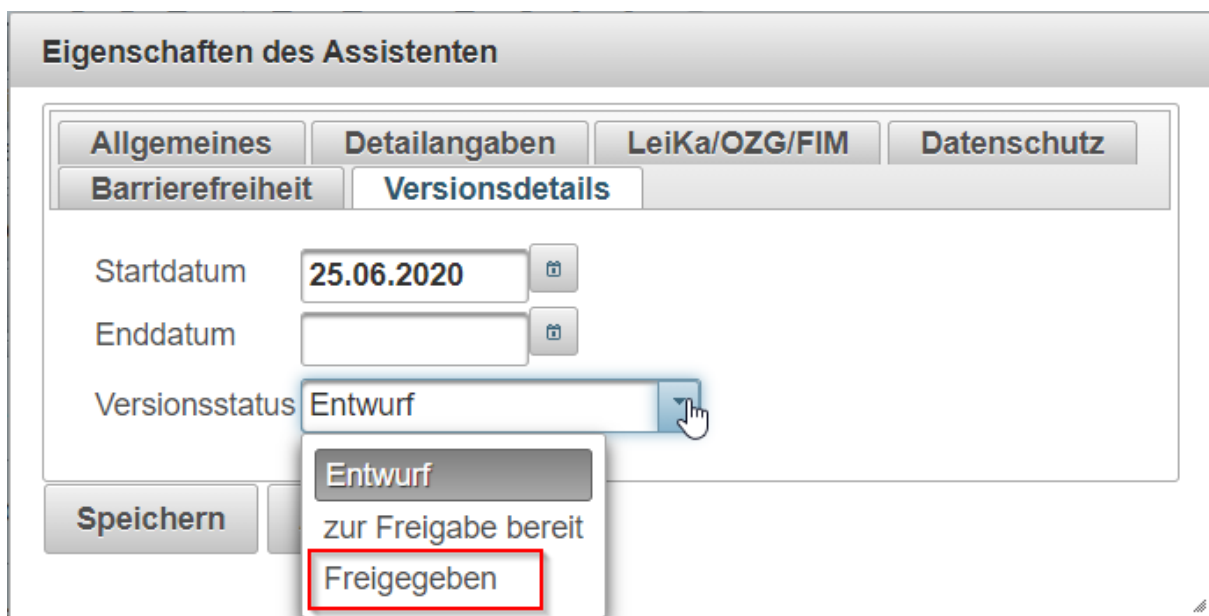 Eigenschaften des Assistenten
Allgemeines Detailangaben LeiKa/OZG/FIM Datenschutz
Barrierefreiheit Versionsdetails
Startdatum 25.06.2020
Enddatum
Versionsstatus Entwurf
Entwurf
Speichern
zur Freigabe bereit
Freigegeben